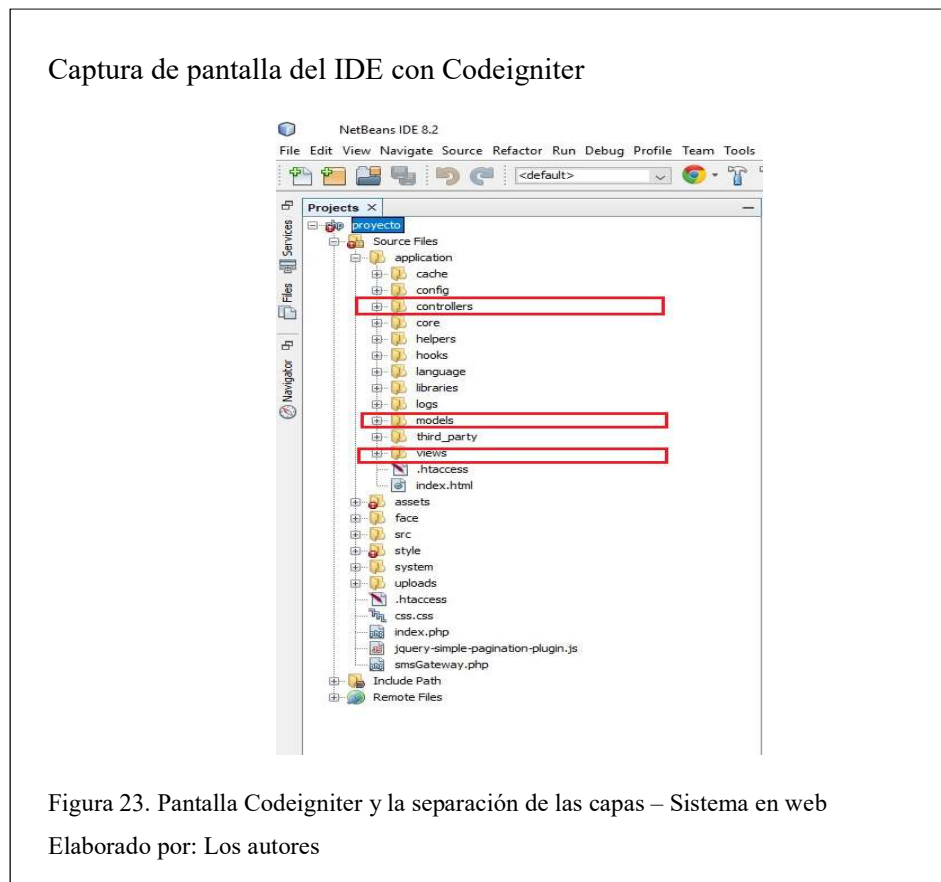 Captura de pantalla del IDE con Codeigniter
NetBeans IDE 8.2
File Edit View Navigate Source Refactor Run Debug Profile Team Tools
<default>
Projects
Services
Files
Navigator
proyecto
Source Files
application
cache
config
controllers
core
helpers
hooks
language
libraries
logs
models
third_party
views
.htaccess
index.html
assets
face
src
style
system
uploads
.htaccess
css.css
index.php
jquery-simple-pagination-plugin.js
smsGateway.php
Include Path
Remote Files
Figura 23. Pantalla Codeigniter y la separación de las capas – Sistema en web
Elaborado por: Los autores